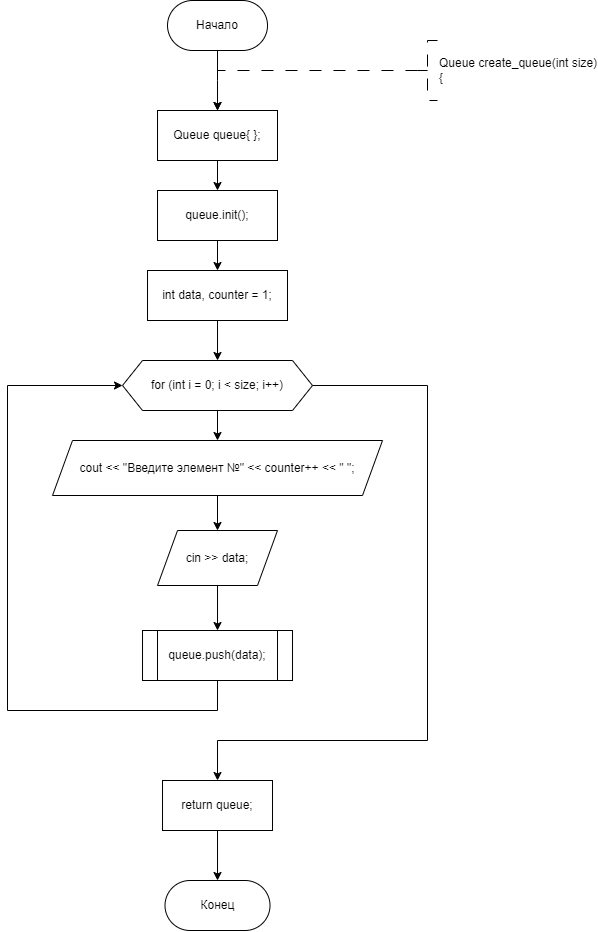 Начало
Queue create_queue(int size)
{
Queue queue{ };
queue.init();
int data, counter = 1;
for (int i = 0; i < size; i++)
cout << "Введите элемент №" << counter++ << " ";
cin >> data;
queue.push(data);
return queue;
Конец